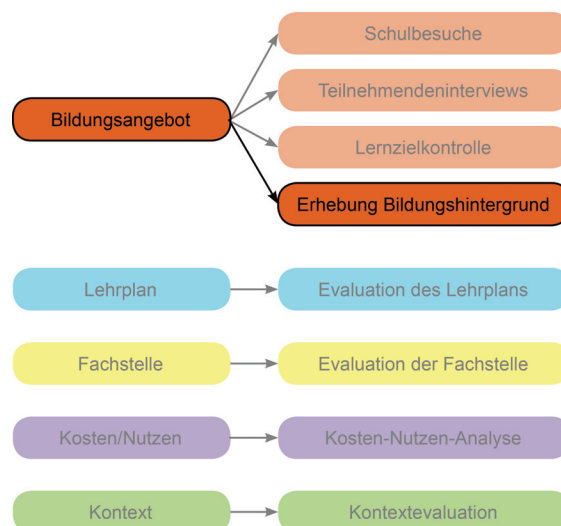 Schulbesuche
Teilnehmendeninterviews
Bildungsangebot
Lernzielkontrolle
Erhebung Bildungshintergrund
Lehrplan
Evaluation des Lehrplans
Fachstelle
Evaluation der Fachstelle
Kosten/Nutzen
Kosten-Nutzen-Analyse
Kontext
Kontextevaluation